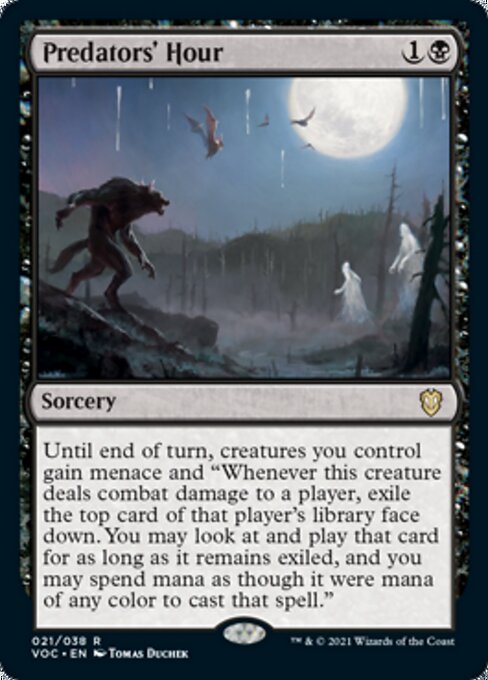 Predators' Hour 1
Sorcery
Until end of turn, creatures you control
gain menace and “Whenever this creature
deals combat damage to a player, exile
the top card of that player's library face
down. You may look at and play that card
for as long as it remains exiled, and you
may spend mana as though it were mana
of any color to cast that spell.”
021/038 R
VOC • EN Tomas Duchek
™ & © 2021 Wizards of the Coast